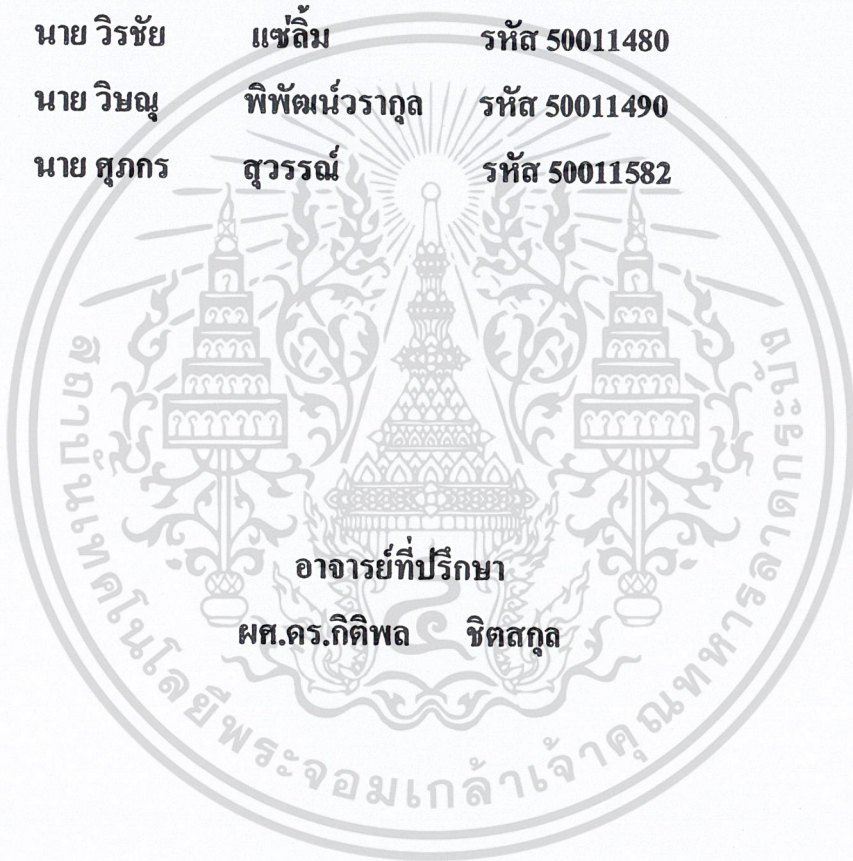 นาย วิรชัย แซ่ลิ้ม รหัส 50011480
นาย วิษณุ พิพัฒน์วรากุล รหัส 50011490
นาย ศุภกร สุวรรณ์ รหัส 50011582
อาจารย์ที่ปรึกษา
ผศ.ดร.กิติพล ชิตสกุล
สถาบันเทคโนโลยีพระจอมเกล้าเจ้าคุณทหารลาดกระบัง